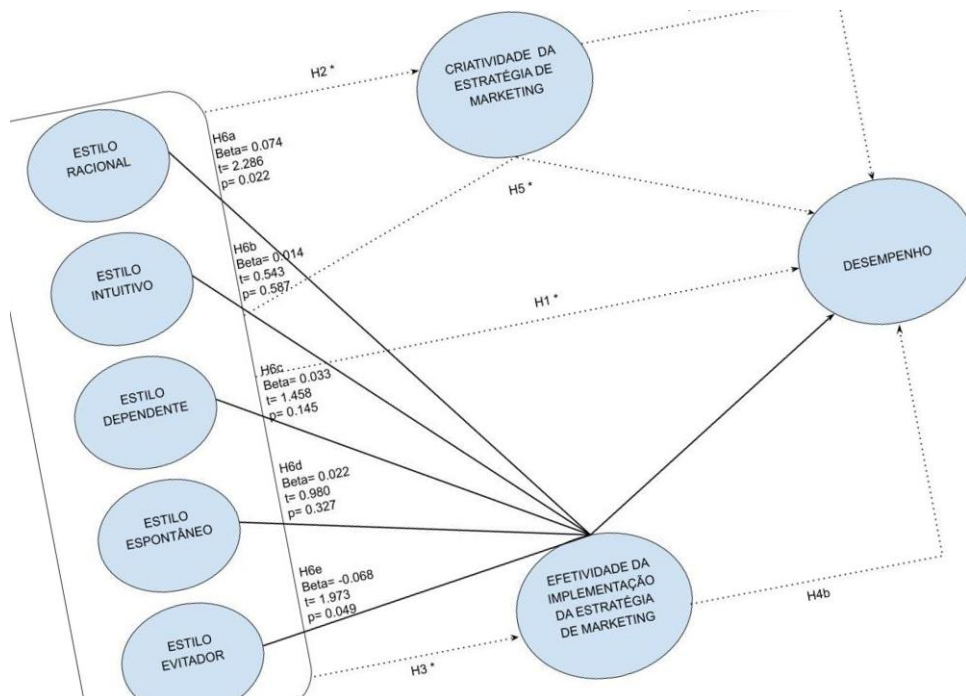 H2 *
CRIATIVIDADE DA
ESTRATÉGIA DE
MARKETING
ESTILO
RACIONAL
H6a
Beta= 0.074
t= 2.286
p= 0.022
H5 *
ESTILO
INTUITIVO
H6b
Beta= 0.014
t= 0.543
p= 0.587
DESEMPENHO
H1 *
ESTILO
DEPENDENTE
H6c
Beta= 0.033
t= 1.458
p= 0.145
ESTILO
ESPONTÂNEO
H6d
Beta= 0.022
t= 0.980
p= 0.327
H6e
Beta= -0.068
t= 1.973
p= 0.049
EFETIVIDADE DA
IMPLEMENTAÇÃO
DA ESTRATÉGIA
DE MARKETING
H4b
ESTILO
EVITADOR
H3 *